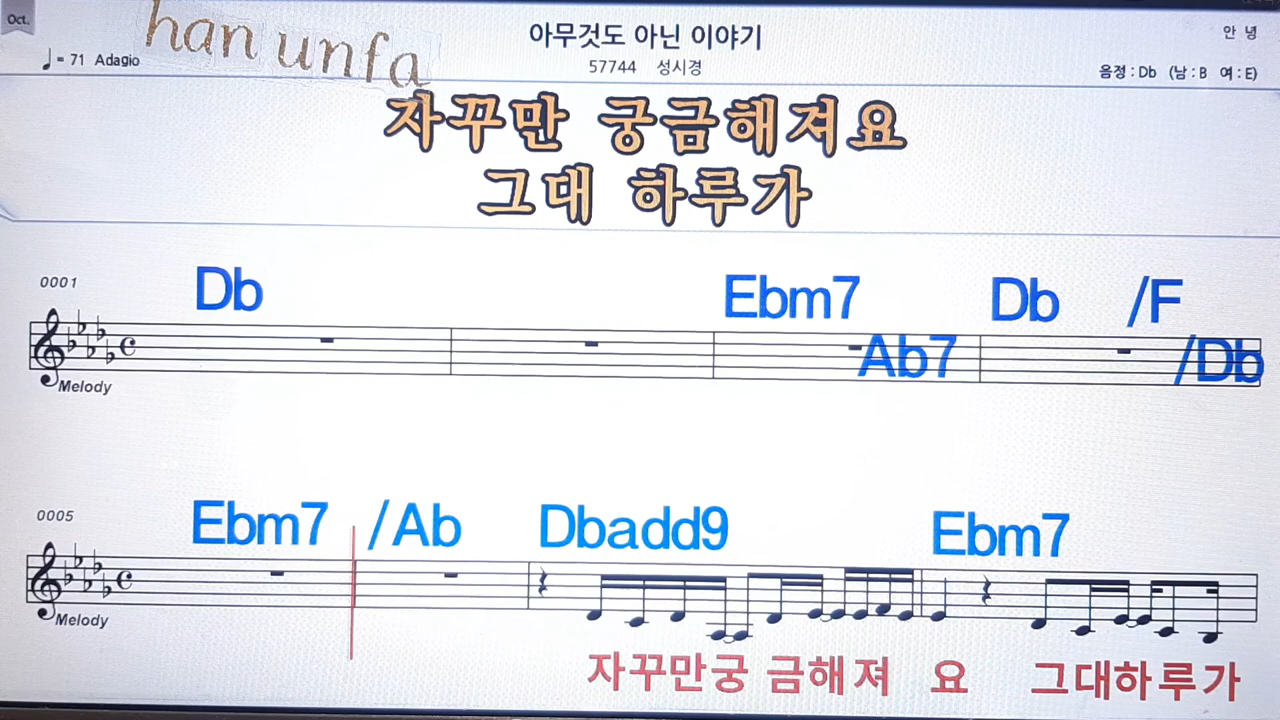 Oct.
han unfa
아무것도 아닌 이야기
안 녕
♩ = 71 Adagio
57744 성시경
음정 : Db (남 : B 여 : E)
자꾸만 궁금해져요
그대 하루가
0001
Db Ebm7 Db /F
Ab7 /Db
Melody
0005
Ebm7 /Ab Dbadd9 Ebm7
Melody
자꾸만궁 금해져 요 그대하루가